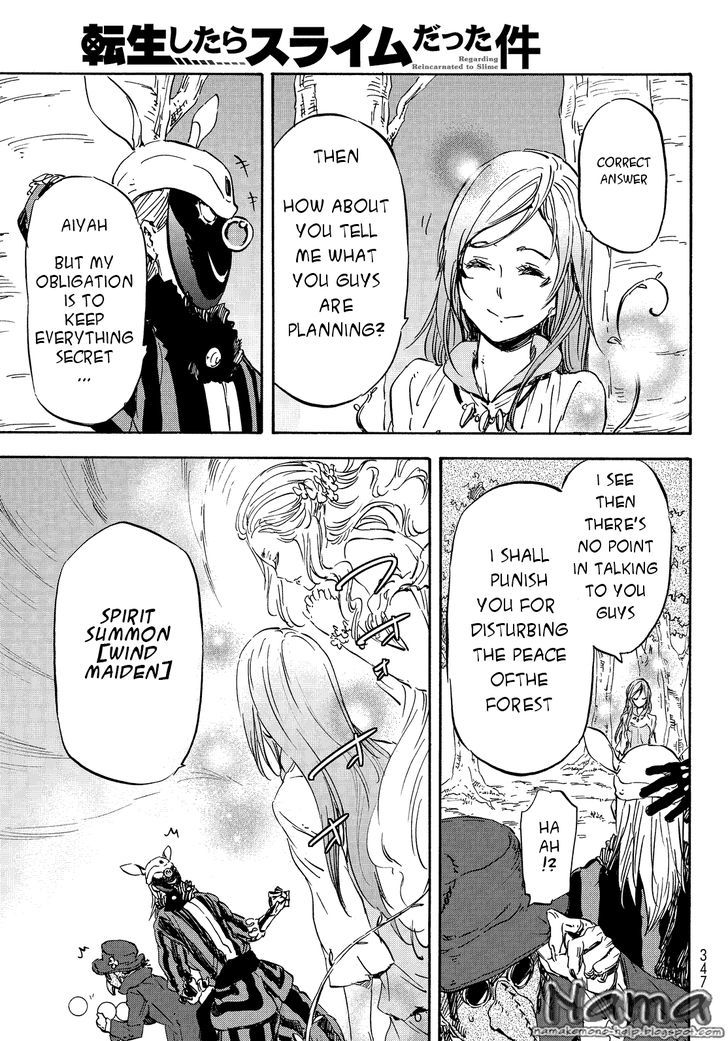 転生したらスライムだった件
Regarding
Reincarnated to Slime
CORRECT
ANSWER
THEN
HOW ABOUT
YOU TELL
ME WHAT
YOU GUYS
ARE
PLANNING?
AIYAH
BUT MY
OBLIGATION
IS TO
KEEP
EVERYTHING
SECRET
...
I SEE
THEN
THERE'S
NO POINT
IN TALKING
TO YOU
GUYS
I SHALL
PUNISH
YOU FOR
DISTURBING
THE PEACE
OFTHE
FOREST
HA
AH!?
SPIRIT
SUMMON
[WIND
MAIDEN]
347
Nama
namakemono-help.blogspot.com